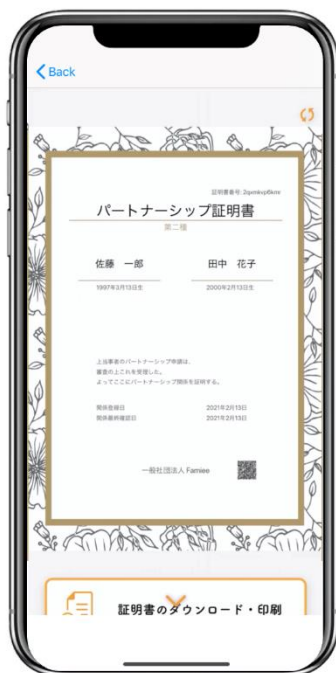 Back
証明書番号: 2qvmkvpl5kmr
パートナーシップ証明書
第二種
佐藤 一郎 田中 花子
1997年3月13日生 2000年2月13日生
上当事者のパートナーシップ申請は、
審査の上これを受理した。
よってここにパートナーシップ関係を証明する。
関係登録日 2021年2月13日
関係最終確認日 2021年2月13日
一般社団法人 Famiee
証明書のダウンロード・印刷